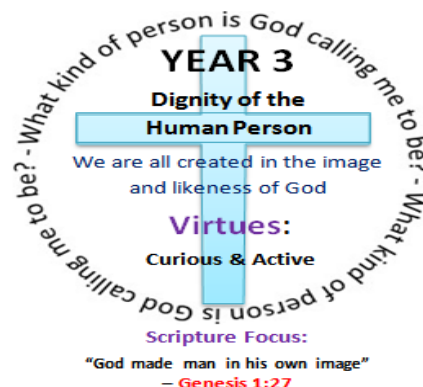 What kind of person is God calling me to be? - What kind of person is God calling me to be? -
YEAR 3
Dignity of the
Human Person
We are all created in the image
and likeness of God
Virtues:
Curious & Active
Scripture Focus:
“God made man in his own image”
– Genesis 1:27